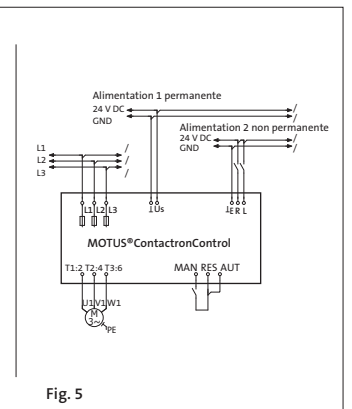 Alimentation 1 permanente
24 V DC
GND
Alimentation 2 non permanente
24 V DC
GND
L1
L2
L3
L1 L2 L3
⊥Us
⊥E R L
MOTUS®ContactronControl
T1:2 T2:4 T3:6
MAN RES AUT
U1 V1 W1
M
3~
PE
Fig. 5